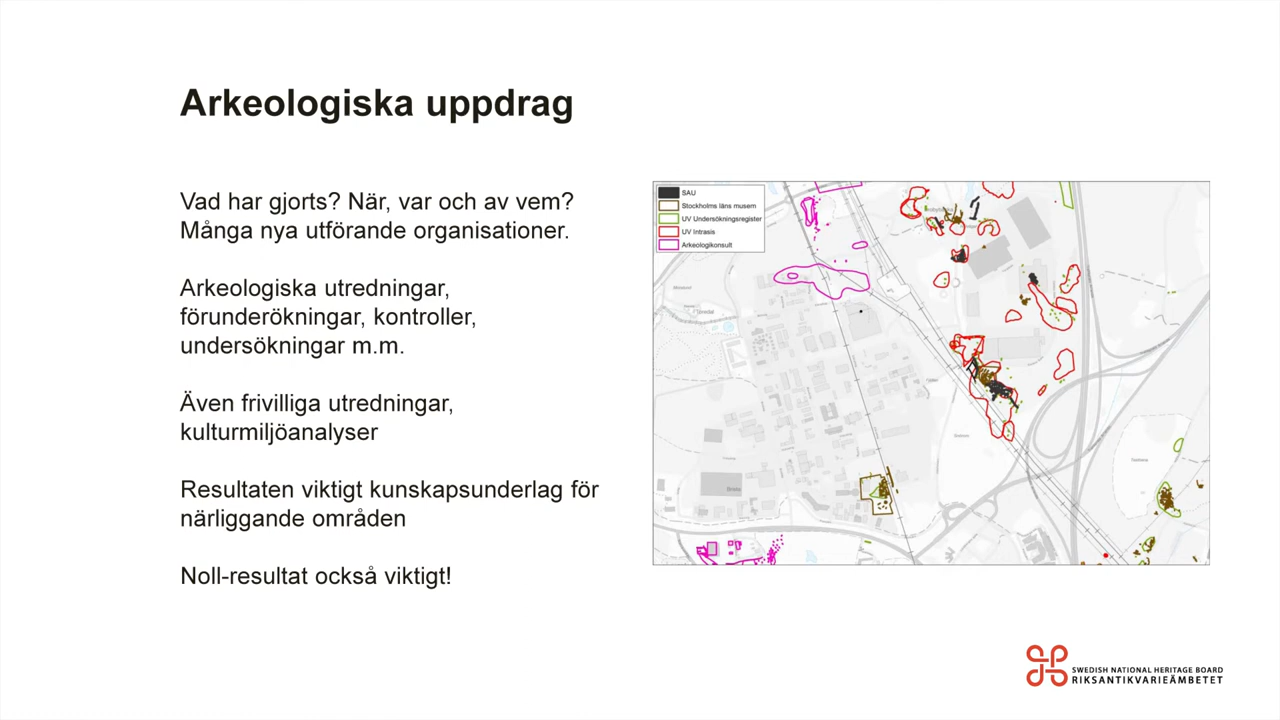 Arkeologiska uppdrag
Vad har gjorts? När, var och av vem?
Många nya utförande organisationer.
Arkeologiska utredningar,
förunderökningar, kontroller,
undersökningar m.m.
Även frivilliga utredningar,
kulturmiljöanalyser
Resultaten viktigt kunskapsunderlag för
närliggande områden
Noll-resultat också viktigt!
SAU
Stockholms läns musem
UV Undersökningsregister
UV Intrasis
Arkeologikonsult
Brista
SWEDISH NATIONAL HERITAGE BOARD
RIKSANTIKVARIEÄMBETET